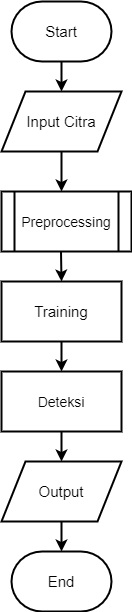 Start
Input Citra
Preprocessing
Training
Deteksi
Output
End